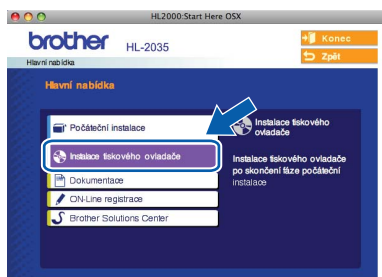 HL2000:Start Here OSX
brother HL-2035
Konec
Zpět
Hlavní nabídka
Hlavní nabídka
Počáteční instalace
Instalace tiskového ovladače
Dokumentace
ON-Line registrace
Brother Solutions Center
Instalace tiskového
ovladače
Instalace tiskového ovladače
po skončení fáze počáteční
instalace